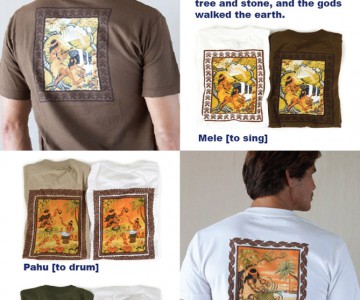 tree and stone, and the gods
walked the earth.
Mele [to sing]
Pahu [to drum]